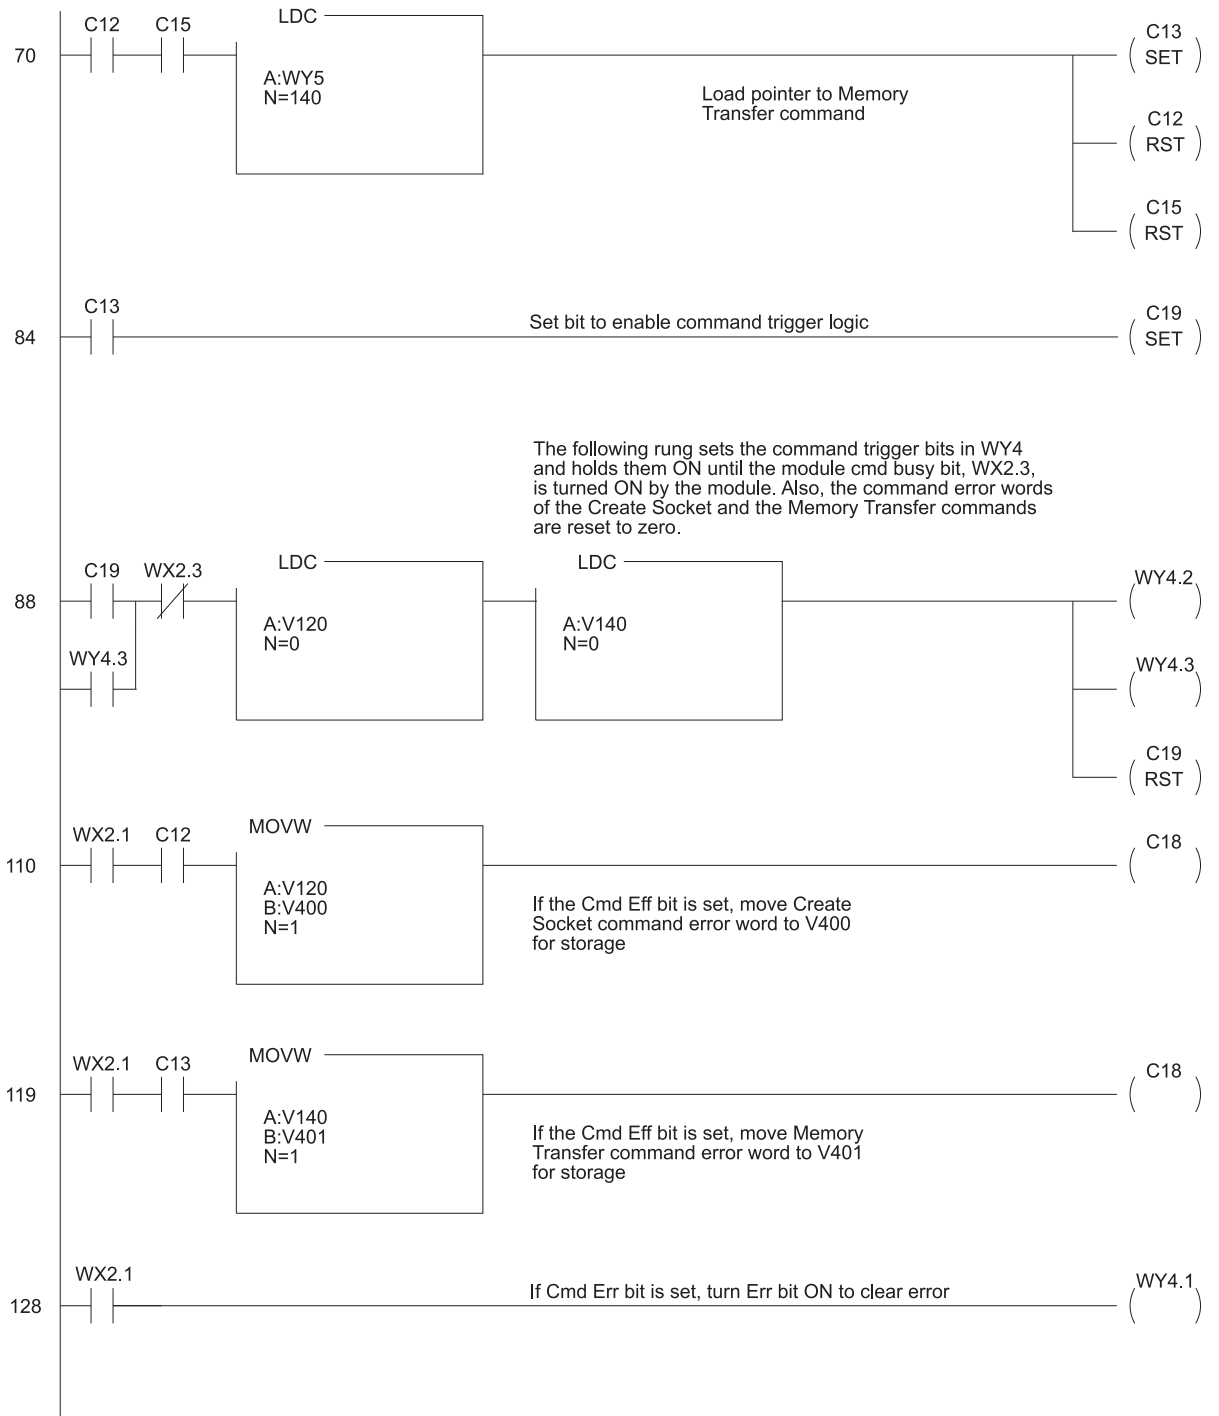 C12 C15 LDC C13
70 SET
A:WY5
N=140
Load pointer to Memory
Transfer command
C12
RST
C15
RST
C13 C19
84 Set bit to enable command trigger logic SET
The following rung sets the command trigger bits in WY4
and holds them ON until the module cmd busy bit, WX2.3,
is turned ON by the module. Also, the command error words
of the Create Socket and the Memory Transfer commands
are reset to zero.
C19 WX2.3 LDC LDC WY4.2
88
A:V120 A:V140
N=0 N=0
WY4.3 WY4.3
C19
RST
WX2.1 C12 MOVW C18
110
A:V120
B:V400
N=1
If the Cmd Eff bit is set, move Create
Socket command error word to V400
for storage
WX2.1 C13 MOVW C18
119
A:V140
B:V401
N=1
If the Cmd Eff bit is set, move Memory
Transfer command error word to V401
for storage
WX2.1 WY4.1
128 If Cmd Err bit is set, turn Err bit ON to clear error